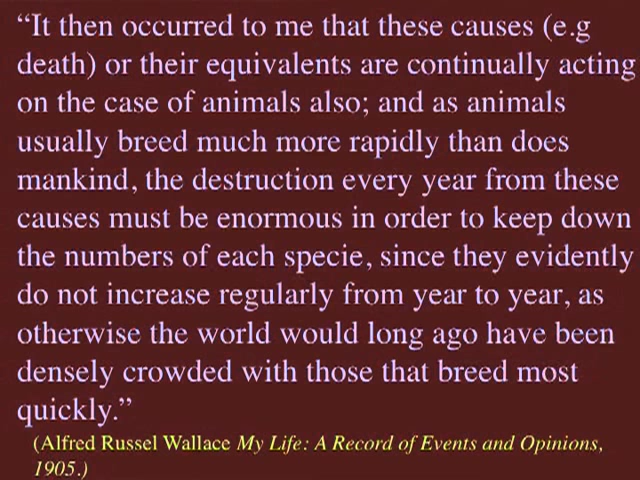 “It then occurred to me that these causes (e.g
death) or their equivalents are continually acting
on the case of animals also; and as animals
usually breed much more rapidly than does
mankind, the destruction every year from these
causes must be enormous in order to keep down
the numbers of each specie, since they evidently
do not increase regularly from year to year, as
otherwise the world would long ago have been
densely crowded with those that breed most
quickly.”
(Alfred Russel Wallace My Life: A Record of Events and Opinions,
1905.)